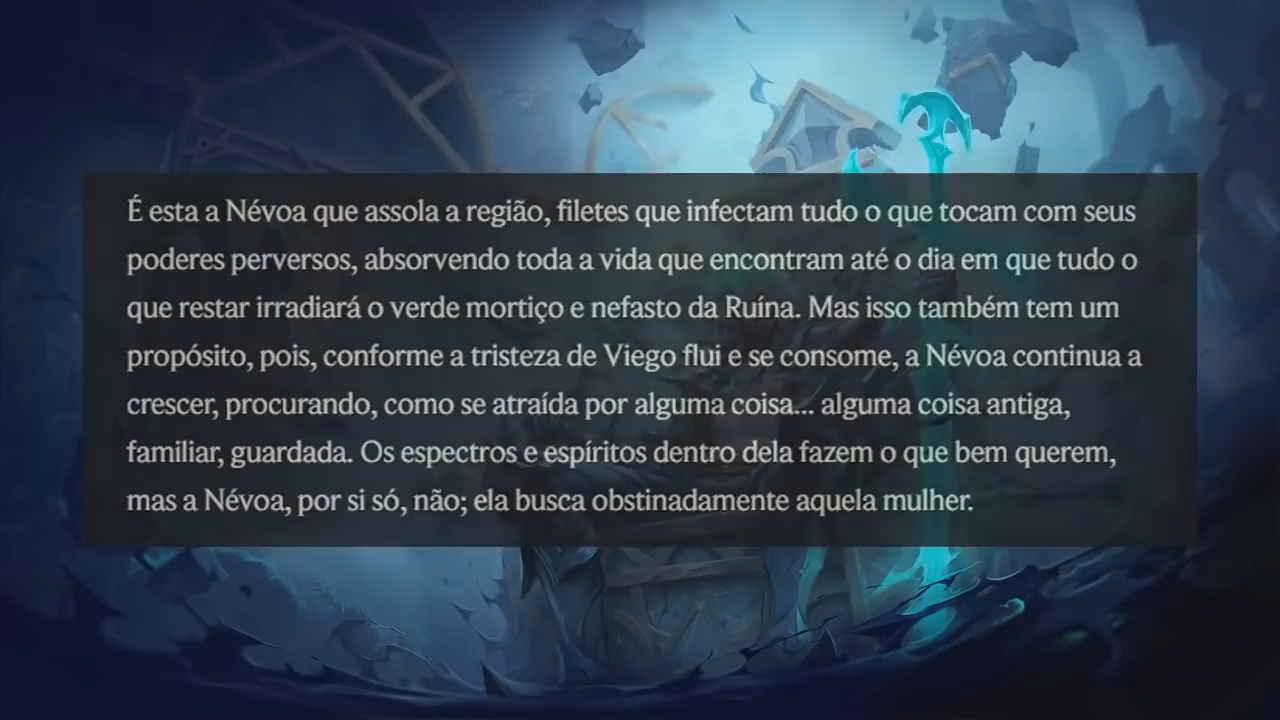 É esta a Névoa que assola a região, filetes que infectam tudo o que tocam com seus
poderes perversos, absorvendo toda a vida que encontram até o dia em que tudo o
que restar irradiará o verde mortiço e nefasto da Ruína. Mas isso também tem um
propósito, pois, conforme a tristeza de Viego flui e se consome, a Névoa continua a
crescer, procurando, como se atraída por alguma coisa... alguma coisa antiga,
familiar, guardada. Os espectros e espíritos dentro dela fazem o que bem querem,
mas a Névoa, por si só, não; ela busca obstinadamente aquela mulher.